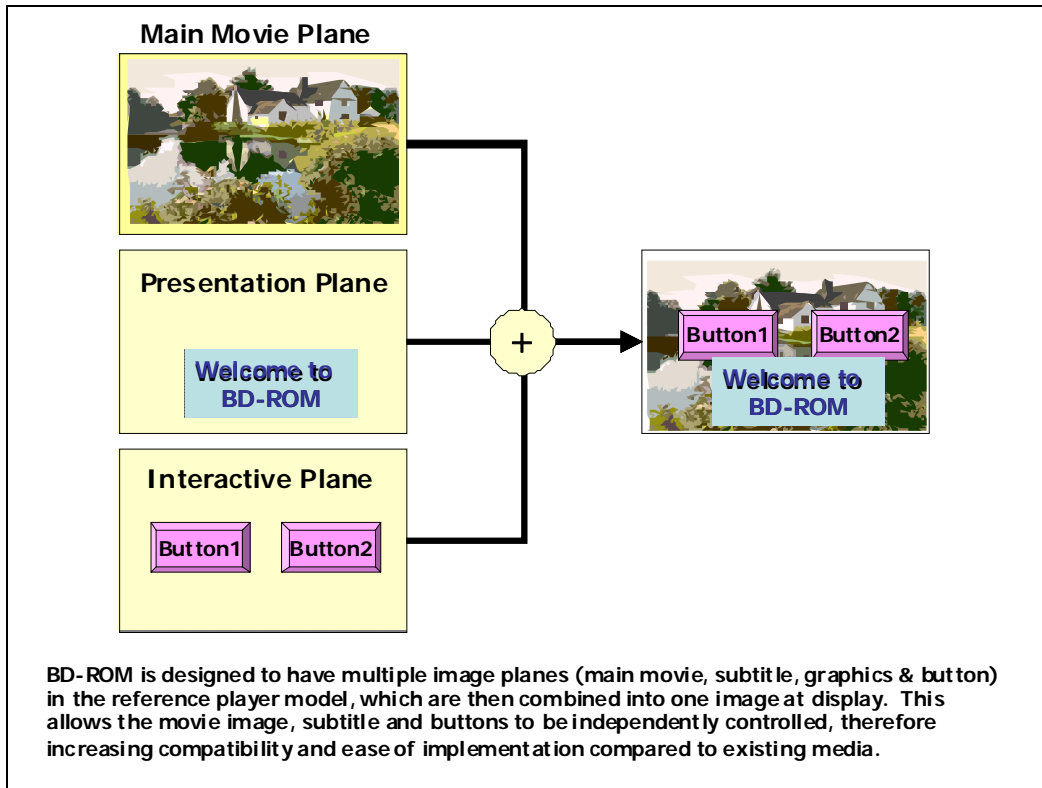 Main Movie Plane
Presentation Plane
Welcome to
BD-ROM
Interactive Plane
Button1 Button2
+
Button1 Button2
Welcome to
BD-ROM
BD-ROM is designed to have multiple image planes (main movie, subtitle, graphics & button)
in the reference player model, which are then combined into one image at display. This
allows the movie image, subtitle and buttons to be independently controlled, therefore
increasing compatibility and ease of implementation compared to existing media.